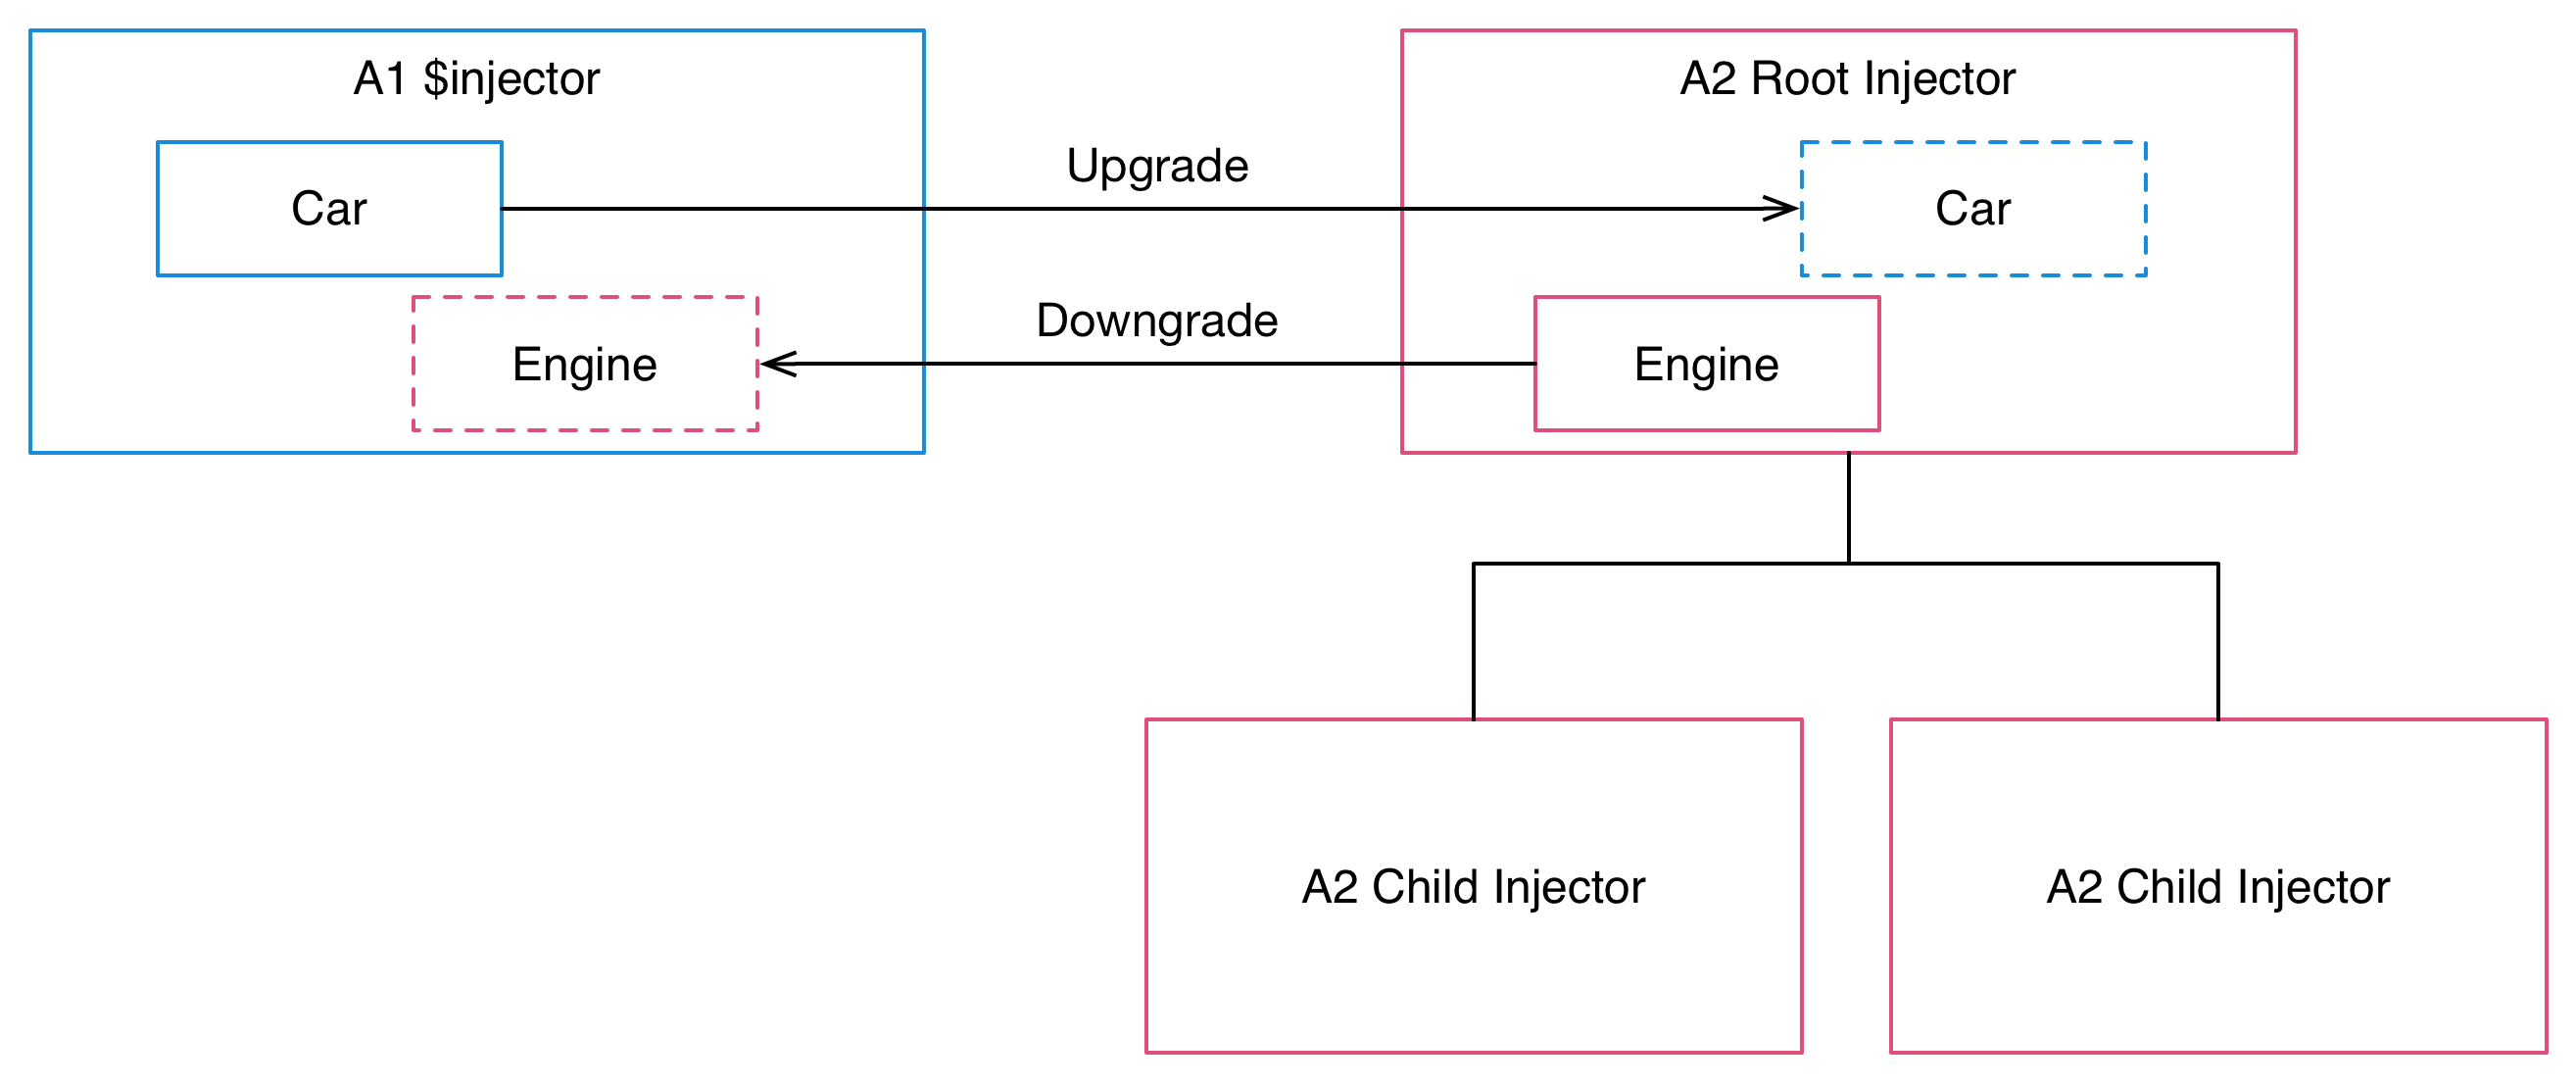 A1 $injector
A2 Root Injector
Car
Upgrade
Car
Engine
Downgrade
Engine
A2 Child Injector
A2 Child Injector